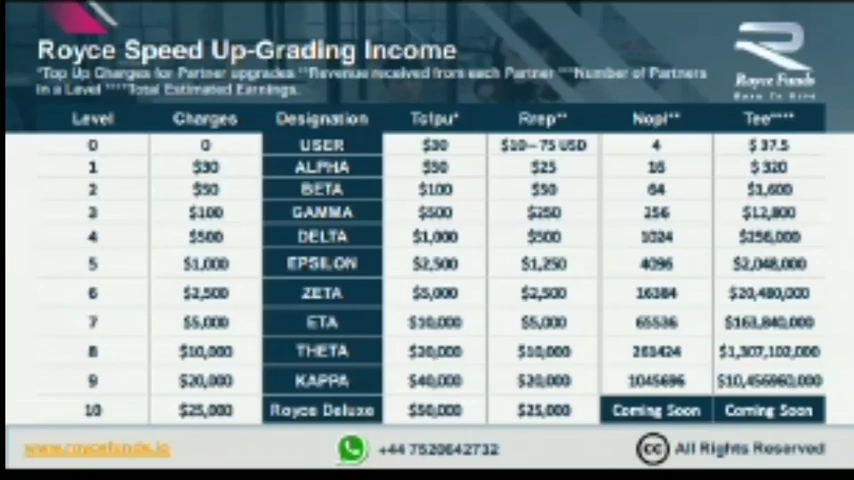 Royce Speed Up-Grading Income
*Top Up Charges for Partner upgrades **Revenue received from each Partner ***Number of Partners
in a Level ****Total Estimated Earnings.
Royce Funds
Level Charges Designation Tcfpu* Rrep** Nopl** Tee****
0 0 USER $30 $10–75 USD 4 $ 37.5
1 $30 ALPHA $50 $25 16 $ 320
2 $50 BETA $100 $50 64 $1,600
3 $100 GAMMA $500 $250 256 $12,800
4 $500 DELTA $1,000 $500 1024 $256,000
5 $1,000 EPSILON $2,500 $1,250 4096 $2,048,000
6 $2,500 ZETA $5,000 $2,500 16384 $20,480,000
7 $5,000 ETA $10,000 $5,000 65536 $163,840,000
8 $10,000 THETA $20,000 $10,000 261424 $1,307,102,000
9 $20,000 KAPPA $40,000 $20,000 1045696 $10,456960,000
10 $25,000 Royce Deluxe $50,000 $25,000 Coming Soon Coming Soon
www.roycefunds.io +44 7520642732 cc All Rights Reserved